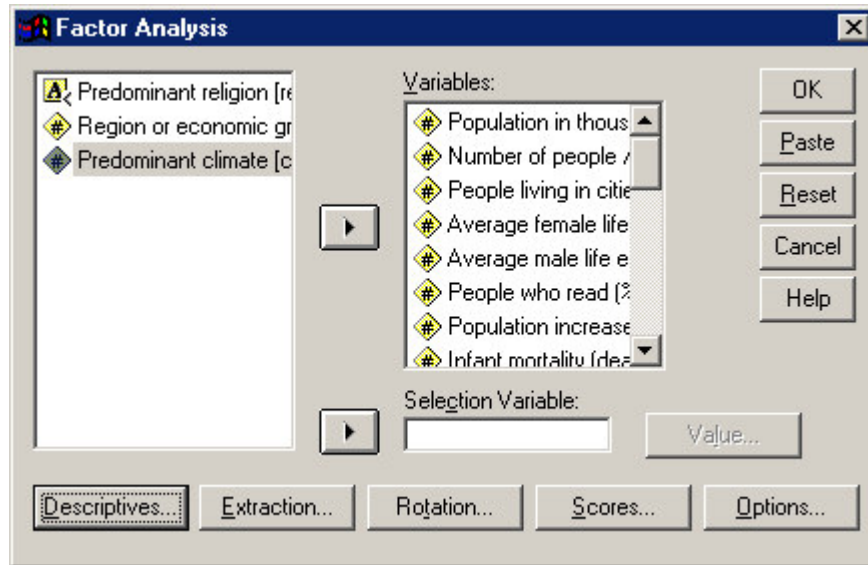 Factor Analysis
Predominant religion [re
Region or economic gr
Predominant climate [c
Variables:
Population in thous
Number of people /
People living in citie
Average female life
Average male life e
People who read (%
Population increase
Infant mortality (dea
OK
Paste
Reset
Cancel
Help
Selection Variable:
Value...
Descriptives...
Extraction...
Rotation...
Scores...
Options...